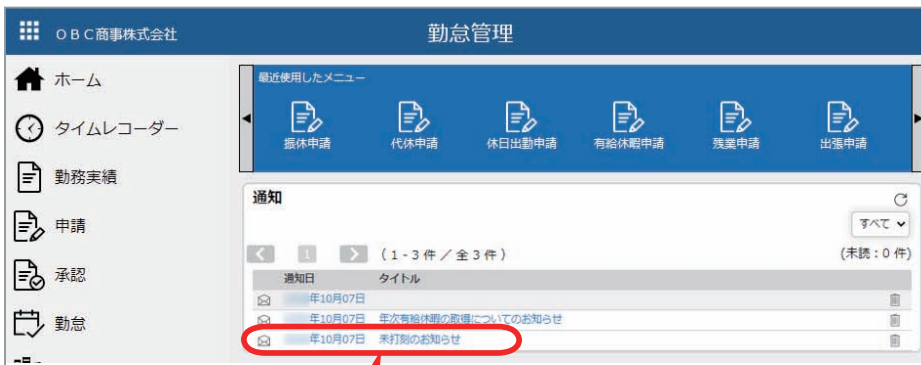 OBC商事株式会社
勤怠管理
ホーム
タイムレコーダー
勤務実績
申請
承認
勤怠
最近使用したメニュー
振休申請
代休申請
休日出勤申請
有給休暇申請
残業申請
出張申請
通知
すべて
1
(1-3件/全3件)
(未読:0件)
通知日 タイトル
年10月07日
年10月07日 年次有給休暇の取得についてのお知らせ
年10月07日 未打刻のお知らせ